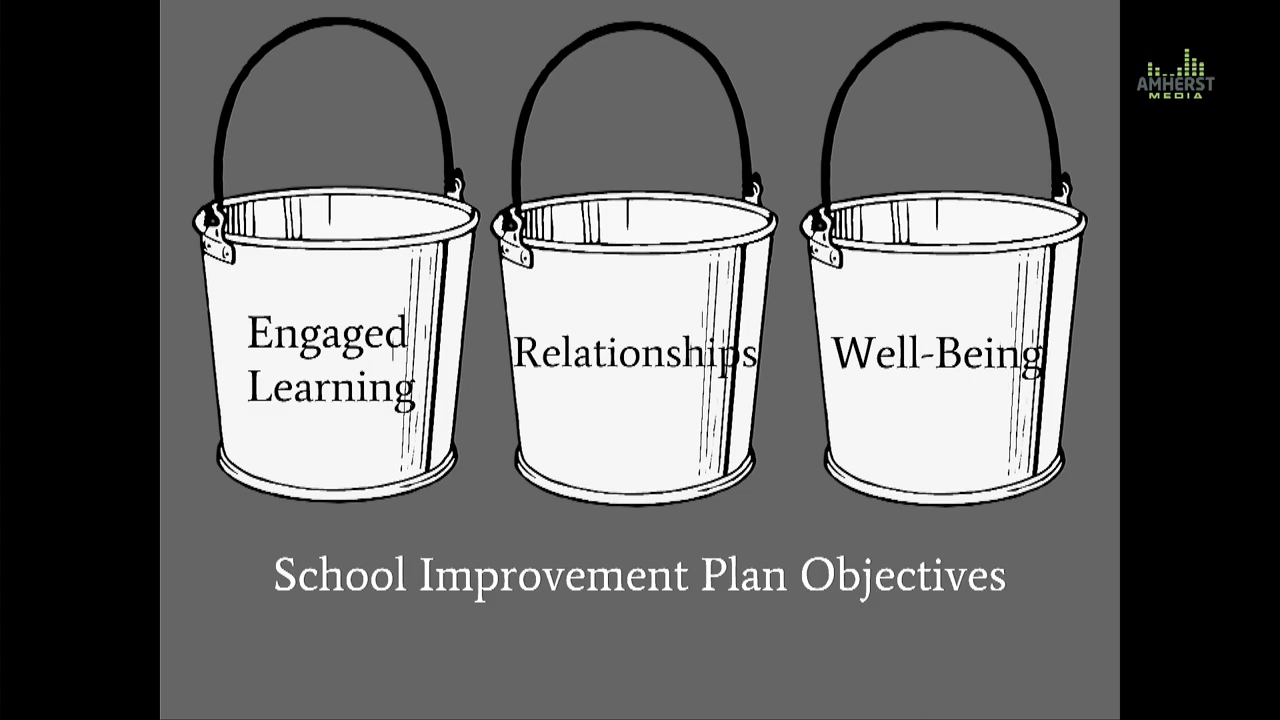 AMHERST
MEDIA
Engaged
Learning
Relationships
Well-Being
School Improvement Plan Objectives